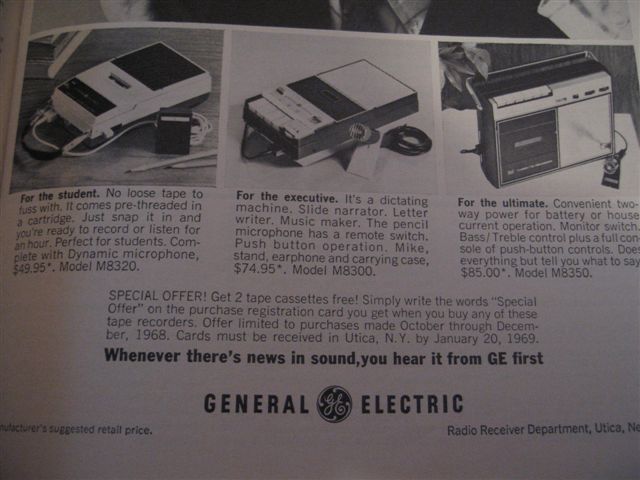 For the student. No loose tape to
fuss with. It comes pre-threaded in
a cartridge. Just snap it in and
you're ready to record or listen for
an hour. Perfect for students. Com-
plete with Dynamic microphone,
$49.95*. Model M8320.
For the executive. It's a dictating
machine. Slide narrator. Letter
writer. Music maker. The pencil
microphone has a remote switch.
Push button operation. Mike,
stand, earphone and carrying case,
$74.95*. Model M8300.
For the ultimate. Convenient two-
way power for battery or house
current operation. Monitor switch.
Bass/Treble control plus a full con-
sole of push-button controls. Does
everything but tell you what to say
$85.00*. Model M8350.
SPECIAL OFFER! Get 2 tape cassettes free! Simply write the words "Special
Offer" on the purchase registration card you get when you buy any of these
tape recorders. Offer limited to purchases made October through Decem-
ber, 1968. Cards must be received in Utica, N.Y. by January 20, 1969.
Whenever there's news in sound, you hear it from GE first
GENERAL GE ELECTRIC
nufacturer's suggested retail price.
Radio Receiver Department, Utica, Ne